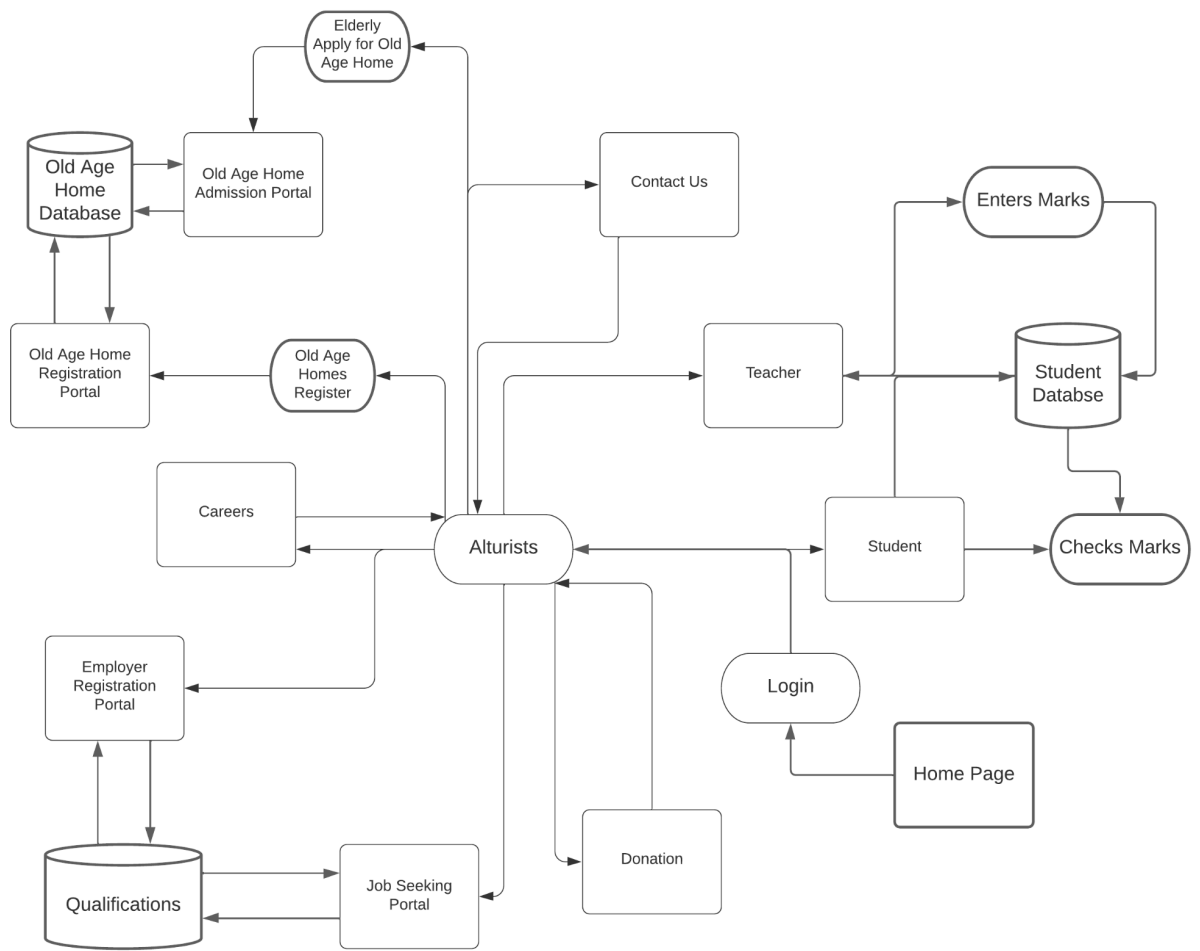 Elderly
Apply for Old
Age Home
Old Age
Home
Database
Old Age Home
Admission Portal
Contact Us
Enters Marks
Old Age Home
Registration
Portal
Old Age
Homes
Register
Teacher
Student
Databse
Careers
Alturists
Student
Checks Marks
Employer
Registration
Portal
Login
Home Page
Donation
Qualifications
Job Seeking
Portal